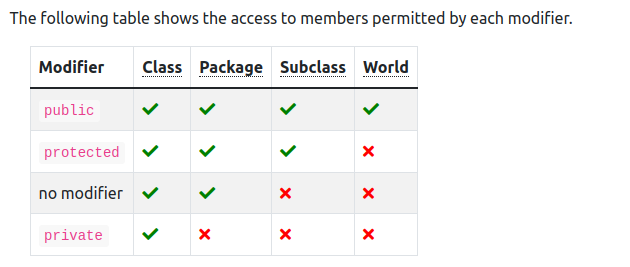 The following table shows the access to members permitted by each modifier.
Modifier Class Package Subclass World
public ✔ ✔ ✔ ✔
protected ✔ ✔ ✔ ✖
no modifier ✔ ✔ ✖ ✖
private ✔ ✖ ✖ ✖